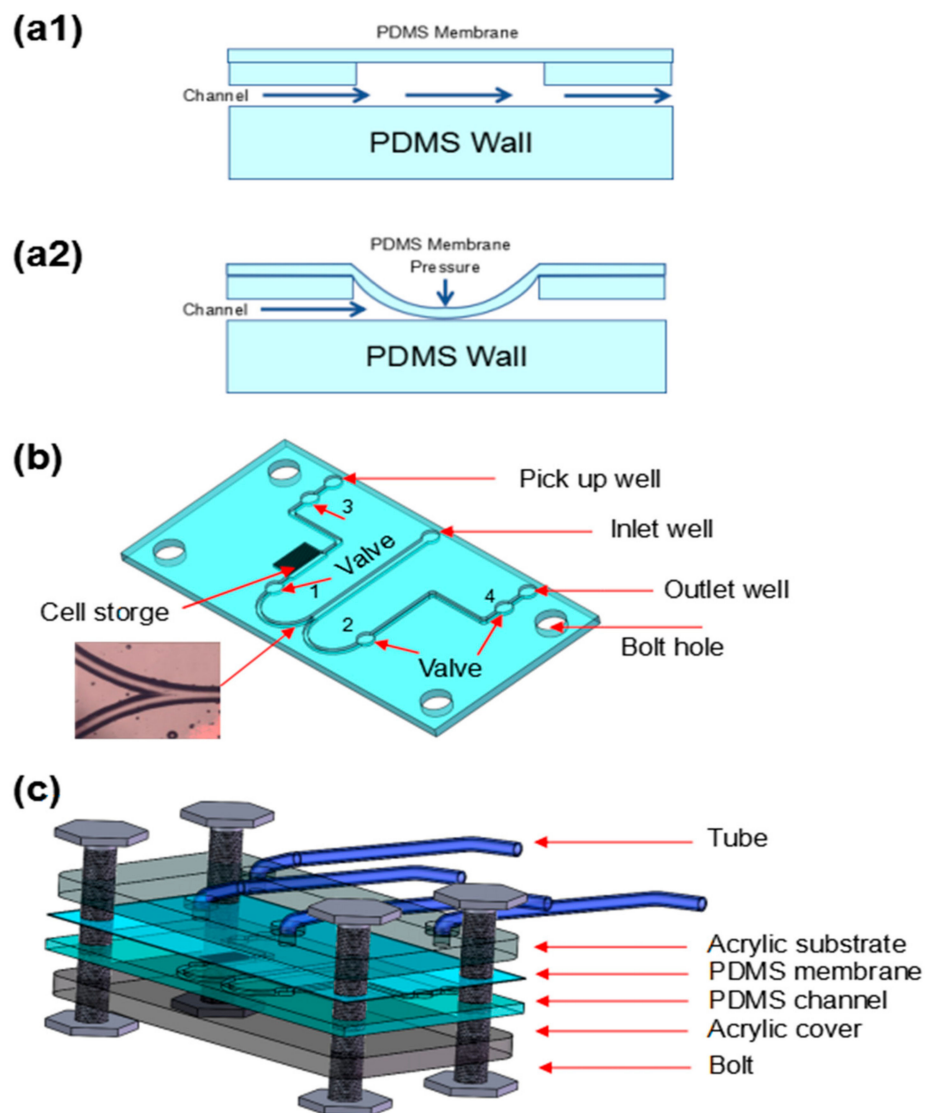 (a1)
PDMS Membrane
Channel
PDMS Wall
(a2)
PDMS Membrane
Pressure
Channel
PDMS Wall
(b)
Pick up well
3
Inlet well
Valve
1
Outlet well
4
Cell storge
2
Bolt hole
Valve
(c)
Tube
Acrylic substrate
PDMS membrane
PDMS channel
Acrylic cover
Bolt